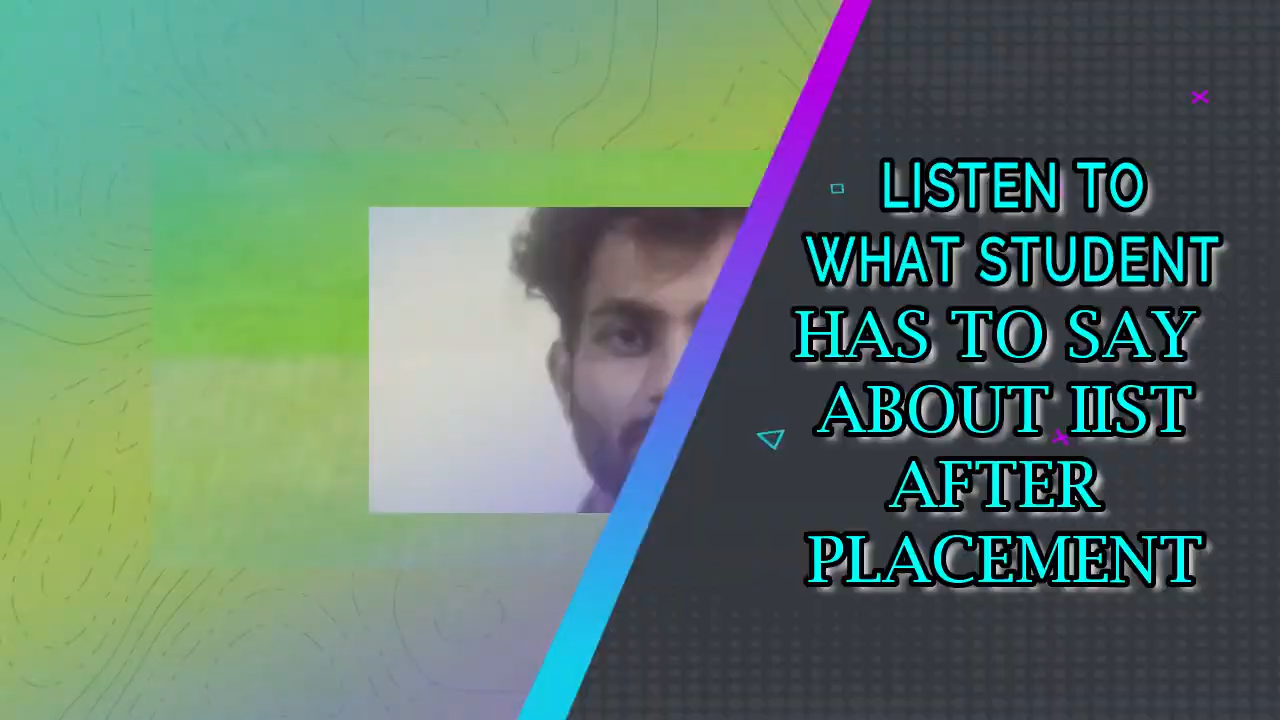 LISTEN TO
WHAT STUDENT
HAS TO SAY
ABOUT IIST
AFTER
PLACEMENT